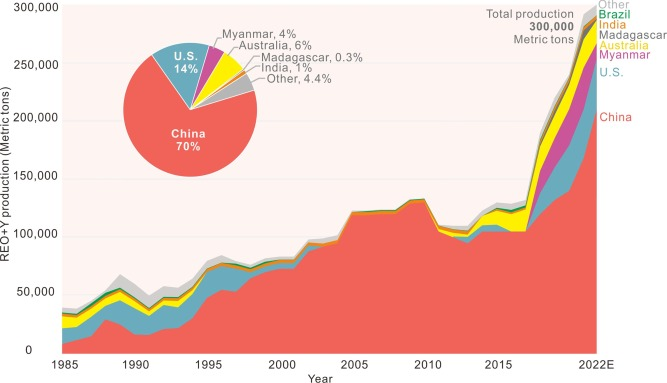 300,000
250,000
200,000
150,000
100,000
50,000
0
REO+Y production (Metric tons)
1985
1990
1995
2000
2005
2010
2015
2022E
Year
Total production
300,000
Metric tons
Other
Brazil
India
Madagascar
Australia
Myanmar
U.S.
China
Myanmar, 4%
Australia, 6%
Madagascar, 0.3%
India, 1%
Other, 4.4%
U.S.
14%
China
70%